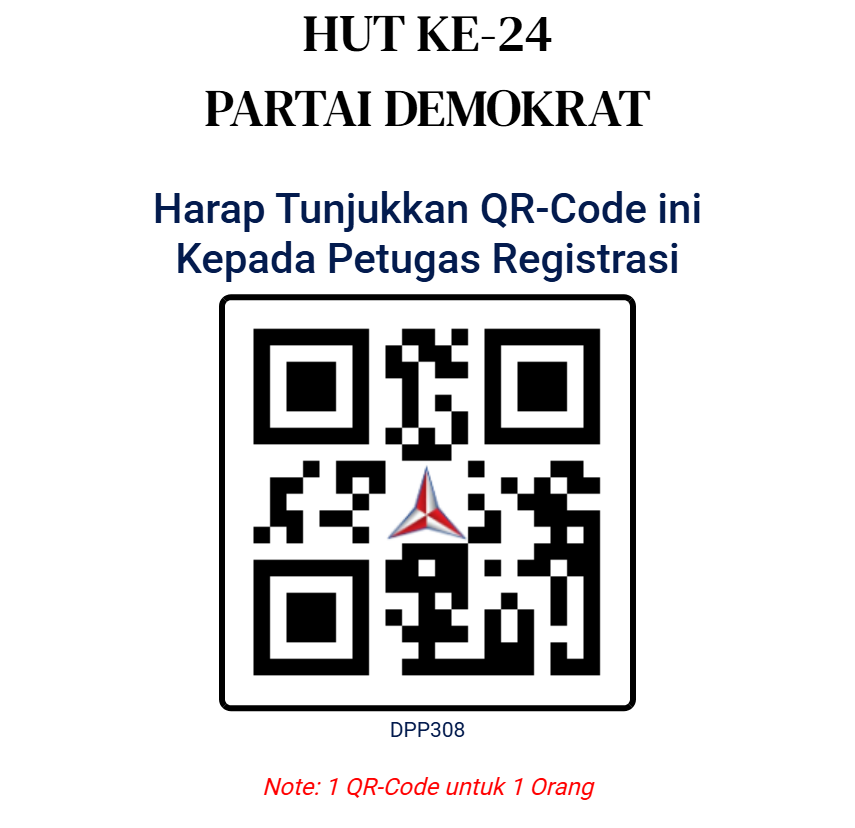 HUT KE-24
PARTAI DEMOKRAT
Harap Tunjukkan QR-Code ini
Kepada Petugas Registrasi
DPP308
Note: 1 QR-Code untuk 1 Orang